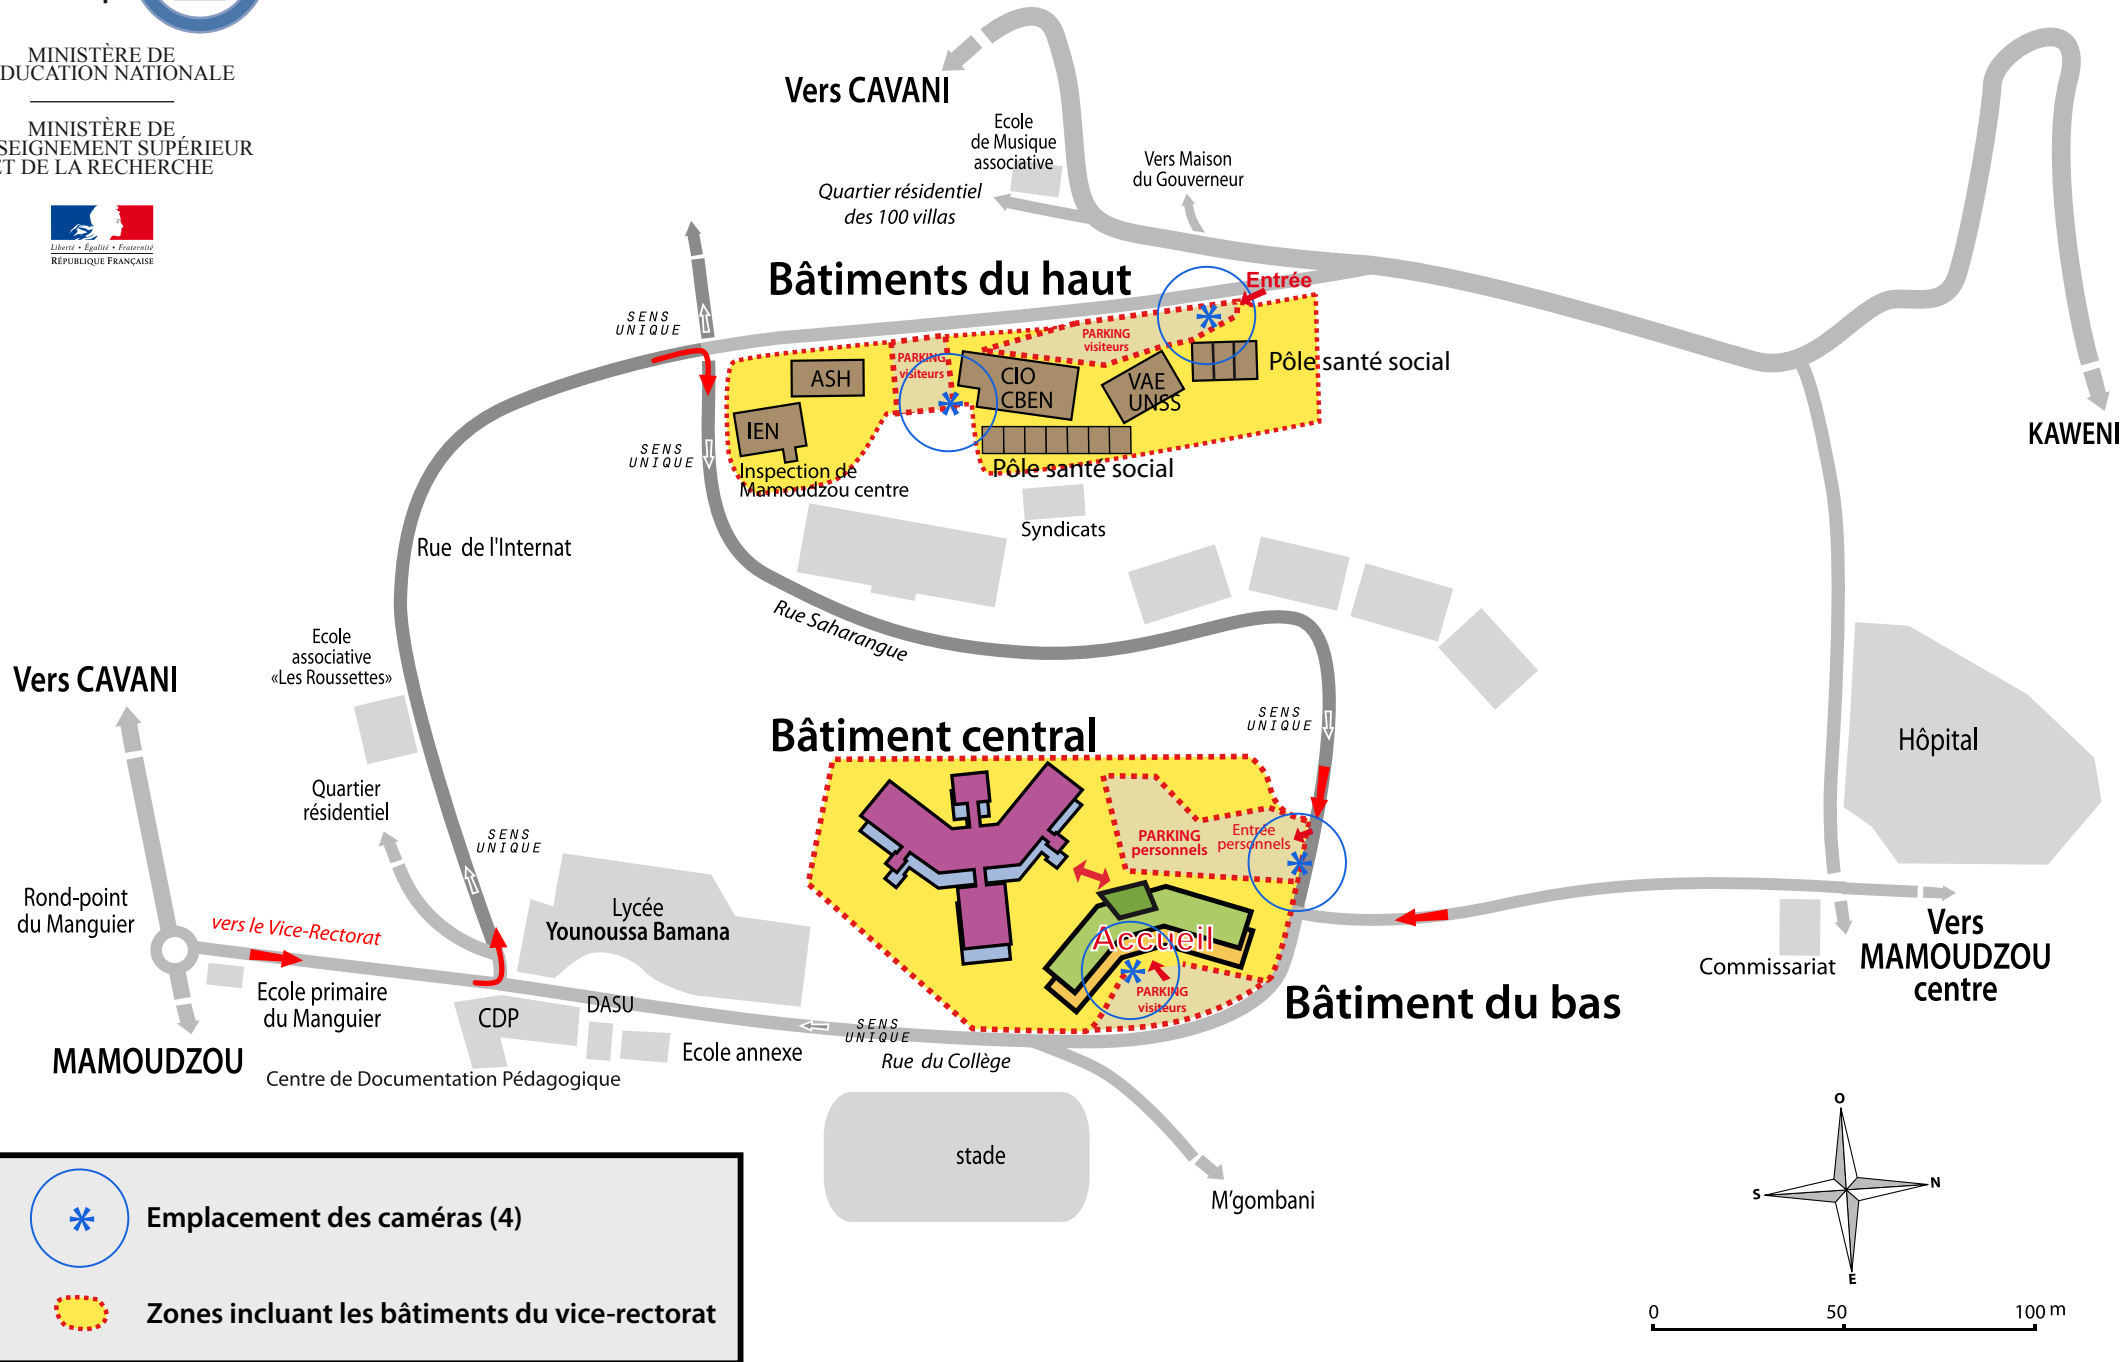 MINISTÈRE DE
DUCATION NATIONALE
MINISTÈRE DE
SEIGNEMENT SUPÉRIEUR
ET DE LA RECHERCHE
Liberté • Égalité • Fraternité
RÉPUBLIQUE FRANÇAISE
Vers CAVANI
Ecole
de Musique
associative
Vers Maison
du Gouverneur
Quartier résidentiel
des 100 villas
Bâtiments du haut
Entrée
SENS
UNIQUE
PARKING
visiteurs
PARKING
visiteurs
ASH
CIO
CBEN
VAE
UNSS
Pôle santé social
IEN
SENS
UNIQUE
Inspection de
Mamoudzou centre
Pôle santé social
KAWENI
Syndicats
Rue de l'Internat
Rue Saharangue
Ecole
associative
«Les Roussettes»
Vers CAVANI
SENS
UNIQUE
Bâtiment central
Hôpital
Quartier
résidentiel
SENS
UNIQUE
PARKING
personnels
Entrée
personnels
Rond-point
du Manguier
vers le Vice-Rectorat
Lycée
Younoussa Bamana
Accueil
Vers
MAMOUDZOU
centre
Commissariat
Ecole primaire
du Manguier
CDP
DASU
PARKING
visiteurs
Bâtiment du bas
SENS
UNIQUE
MAMOUDZOU
Ecole annexe
Rue du Collège
Centre de Documentation Pédagogique
stade
M'gombani
O
S
N
E
Emplacement des caméras (4)
Zones incluant les bâtiments du vice-rectorat
0
50
100 m